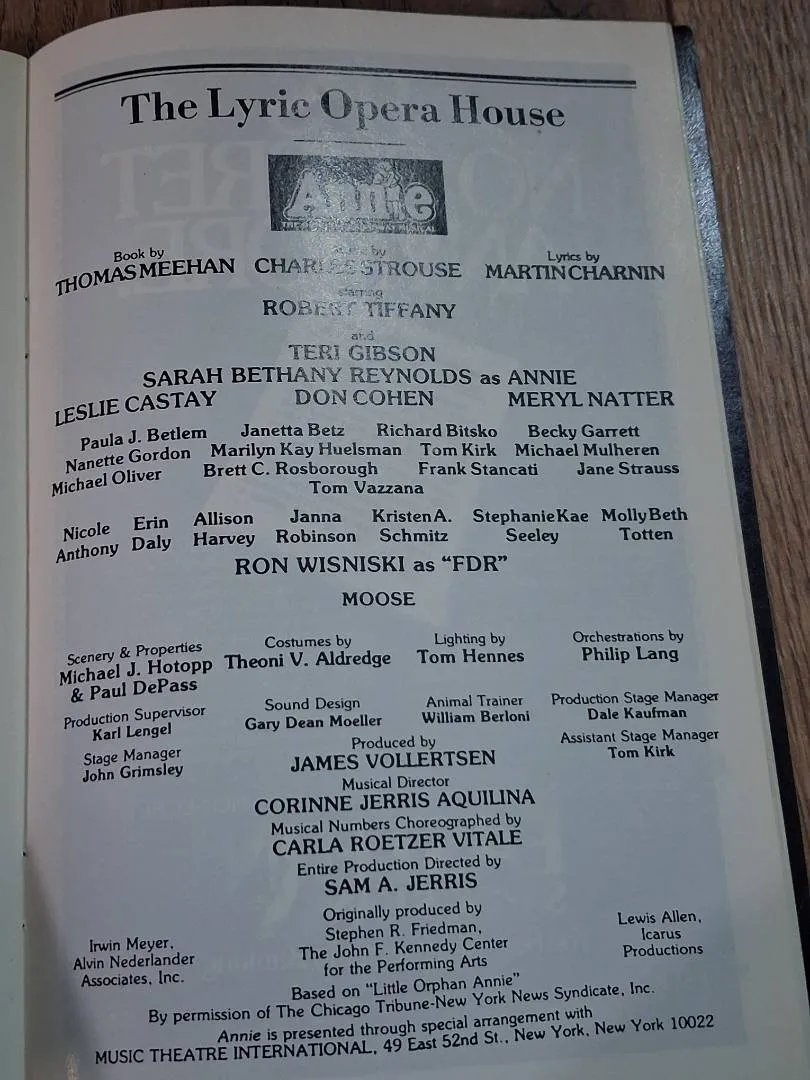 The Lyric Opera House
Annie
Book by
THOMAS MEEHAN
by
CHARLES STROUSE
Lyrics by
MARTIN CHARNIN
starring
ROBERT TIFFANY
and
TERI GIBSON
SARAH BETHANY REYNOLDS as ANNIE
LESLIE CASTAY DON COHEN MERYL NATTER
Paula J. Betlem Janetta Betz Richard Bitsko Becky Garrett
Nanette Gordon Marilyn Kay Huelsman Tom Kirk Michael Mulheren
Michael Oliver Brett C. Rosborough Frank Stancati Jane Strauss
Tom Vazzana
Nicole Erin Allison Janna Kristen A. Stephanie Kae Molly Beth
Anthony Daly Harvey Robinson Schmitz Seeley Totten
RON WISNISKI as “FDR”
MOOSE
Scenery & Properties
Michael J. Hotopp
& Paul DePass
Costumes by
Theoni V. Aldredge
Lighting by
Tom Hennes
Orchestrations by
Philip Lang
Production Supervisor
Karl Lengel
Sound Design
Gary Dean Moeller
Animal Trainer
William Berloni
Production Stage Manager
Dale Kaufman
Stage Manager
John Grimsley
Produced by
JAMES VOLLERTSEN
Assistant Stage Manager
Tom Kirk
Musical Director
CORINNE JERRIS AQUILINA
Musical Numbers Choreographed by
CARLA ROETZER VITALE
Entire Production Directed by
SAM A. JERRIS
Originally produced by
Irwin Meyer,
Alvin Nederlander
Associates, Inc.
Stephen R. Friedman,
The John F. Kennedy Center
for the Performing Arts
Lewis Allen,
Icarus
Productions
Based on “Little Orphan Annie”
By permission of The Chicago Tribune-New York News Syndicate, Inc.
Annie is presented through special arrangement with
MUSIC THEATRE INTERNATIONAL, 49 East 52nd St., New York, New York 10022